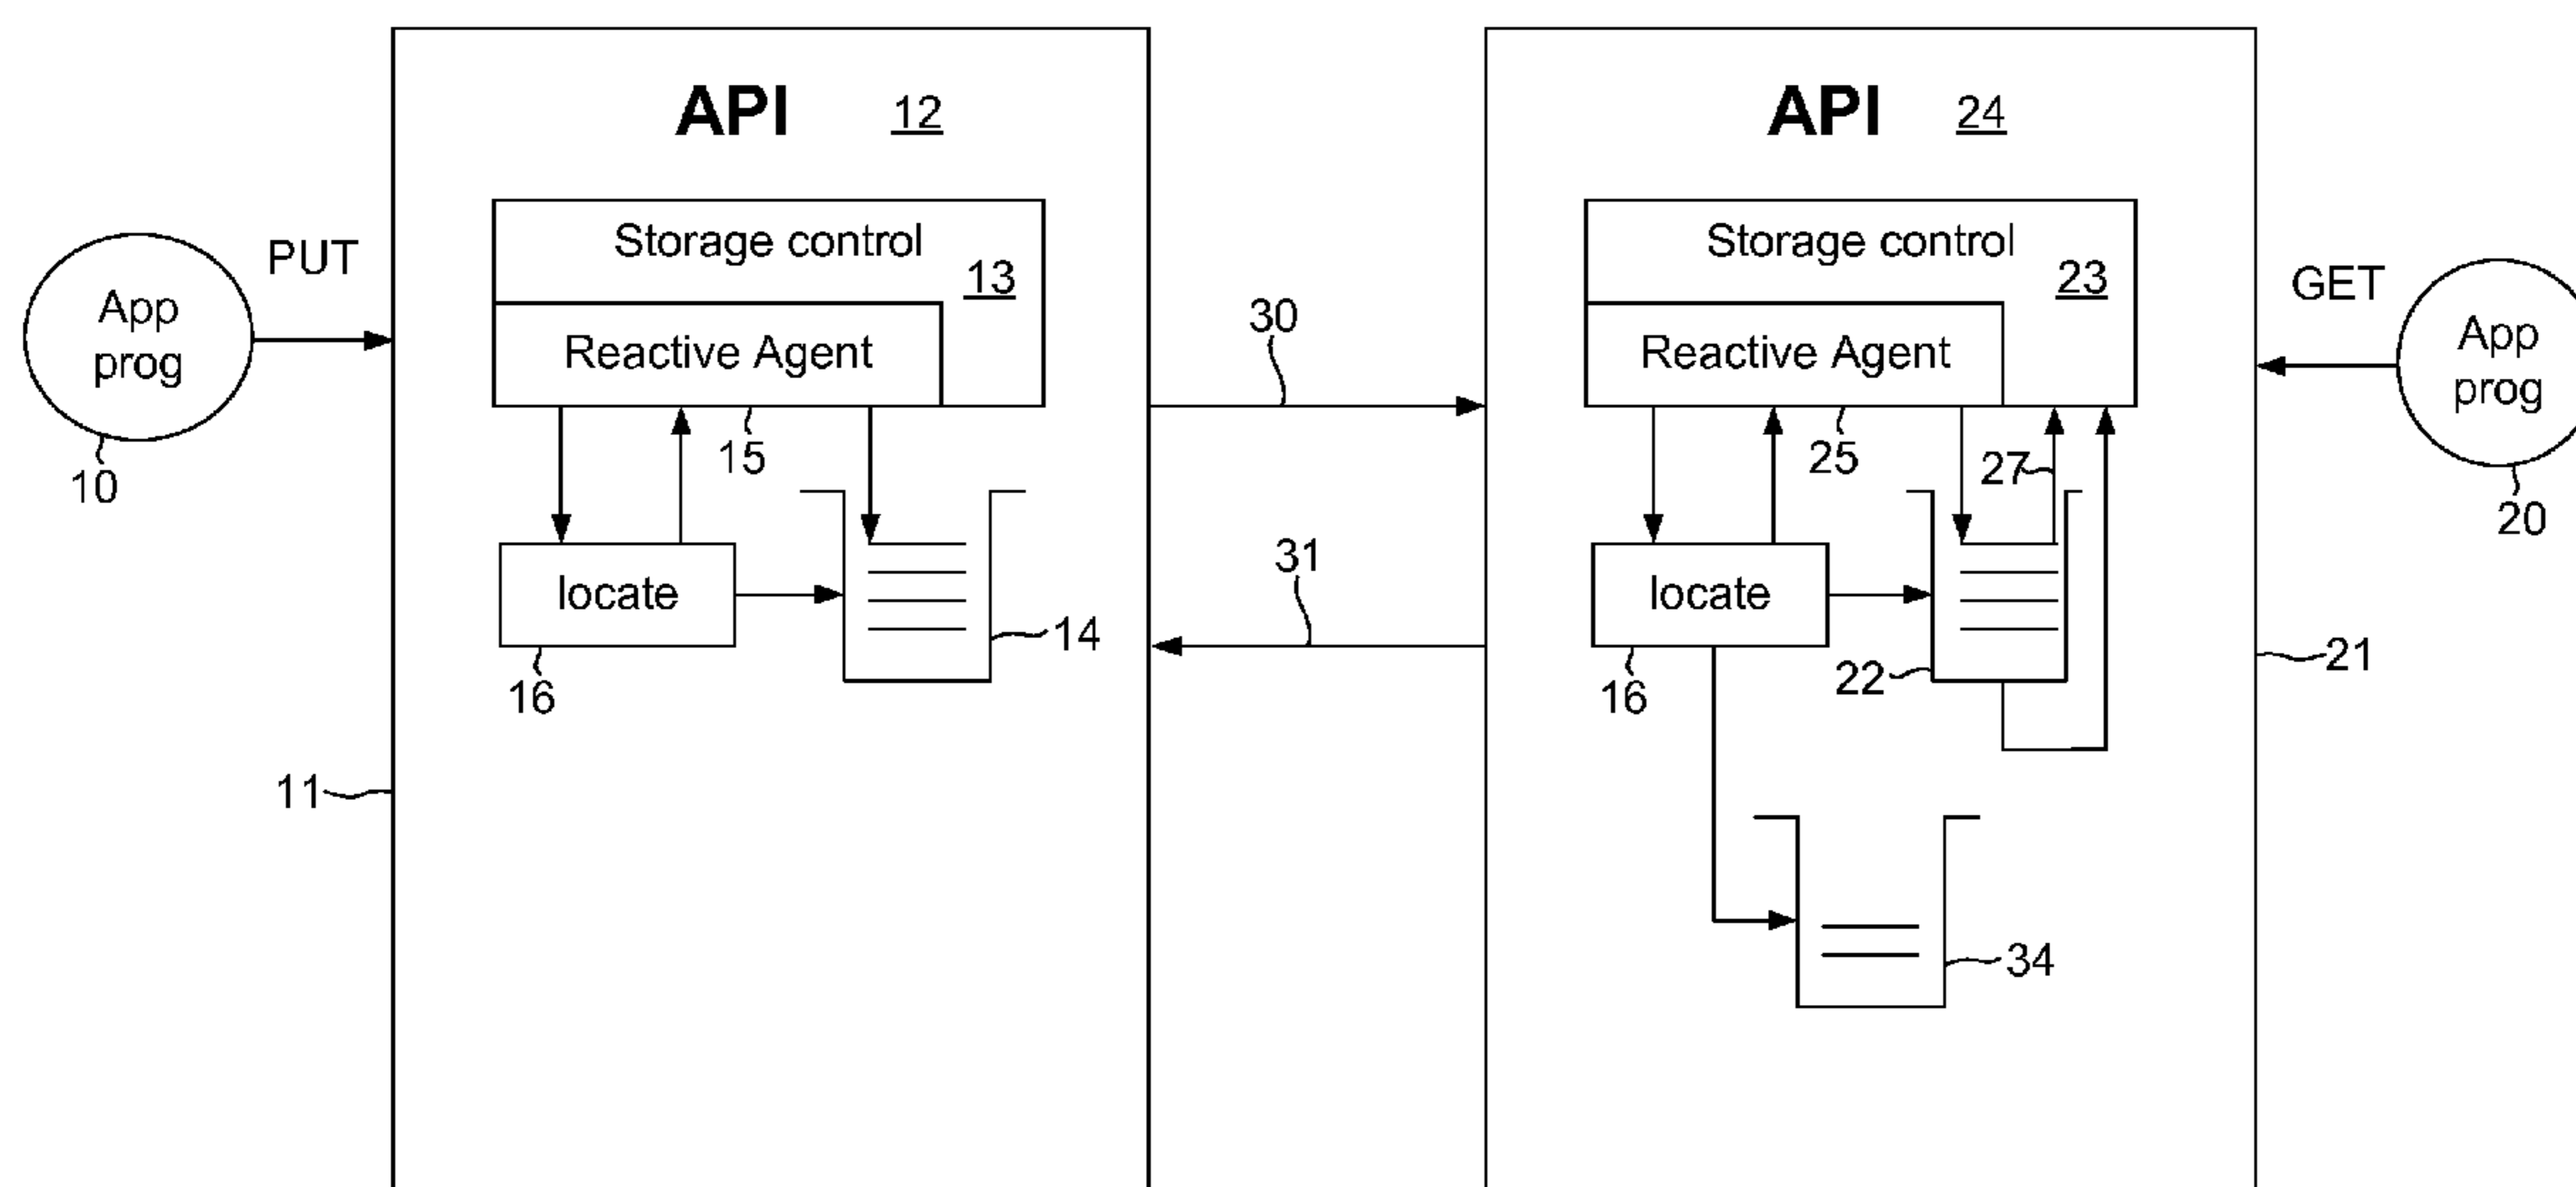 API 12
API 24
Storage control
13
Storage control
23
PUT
GET
App
prog
10
Reactive Agent
15
30
Reactive Agent
25
27
App
prog
20
locate
16
14
31
locate
16
22
21
11
34